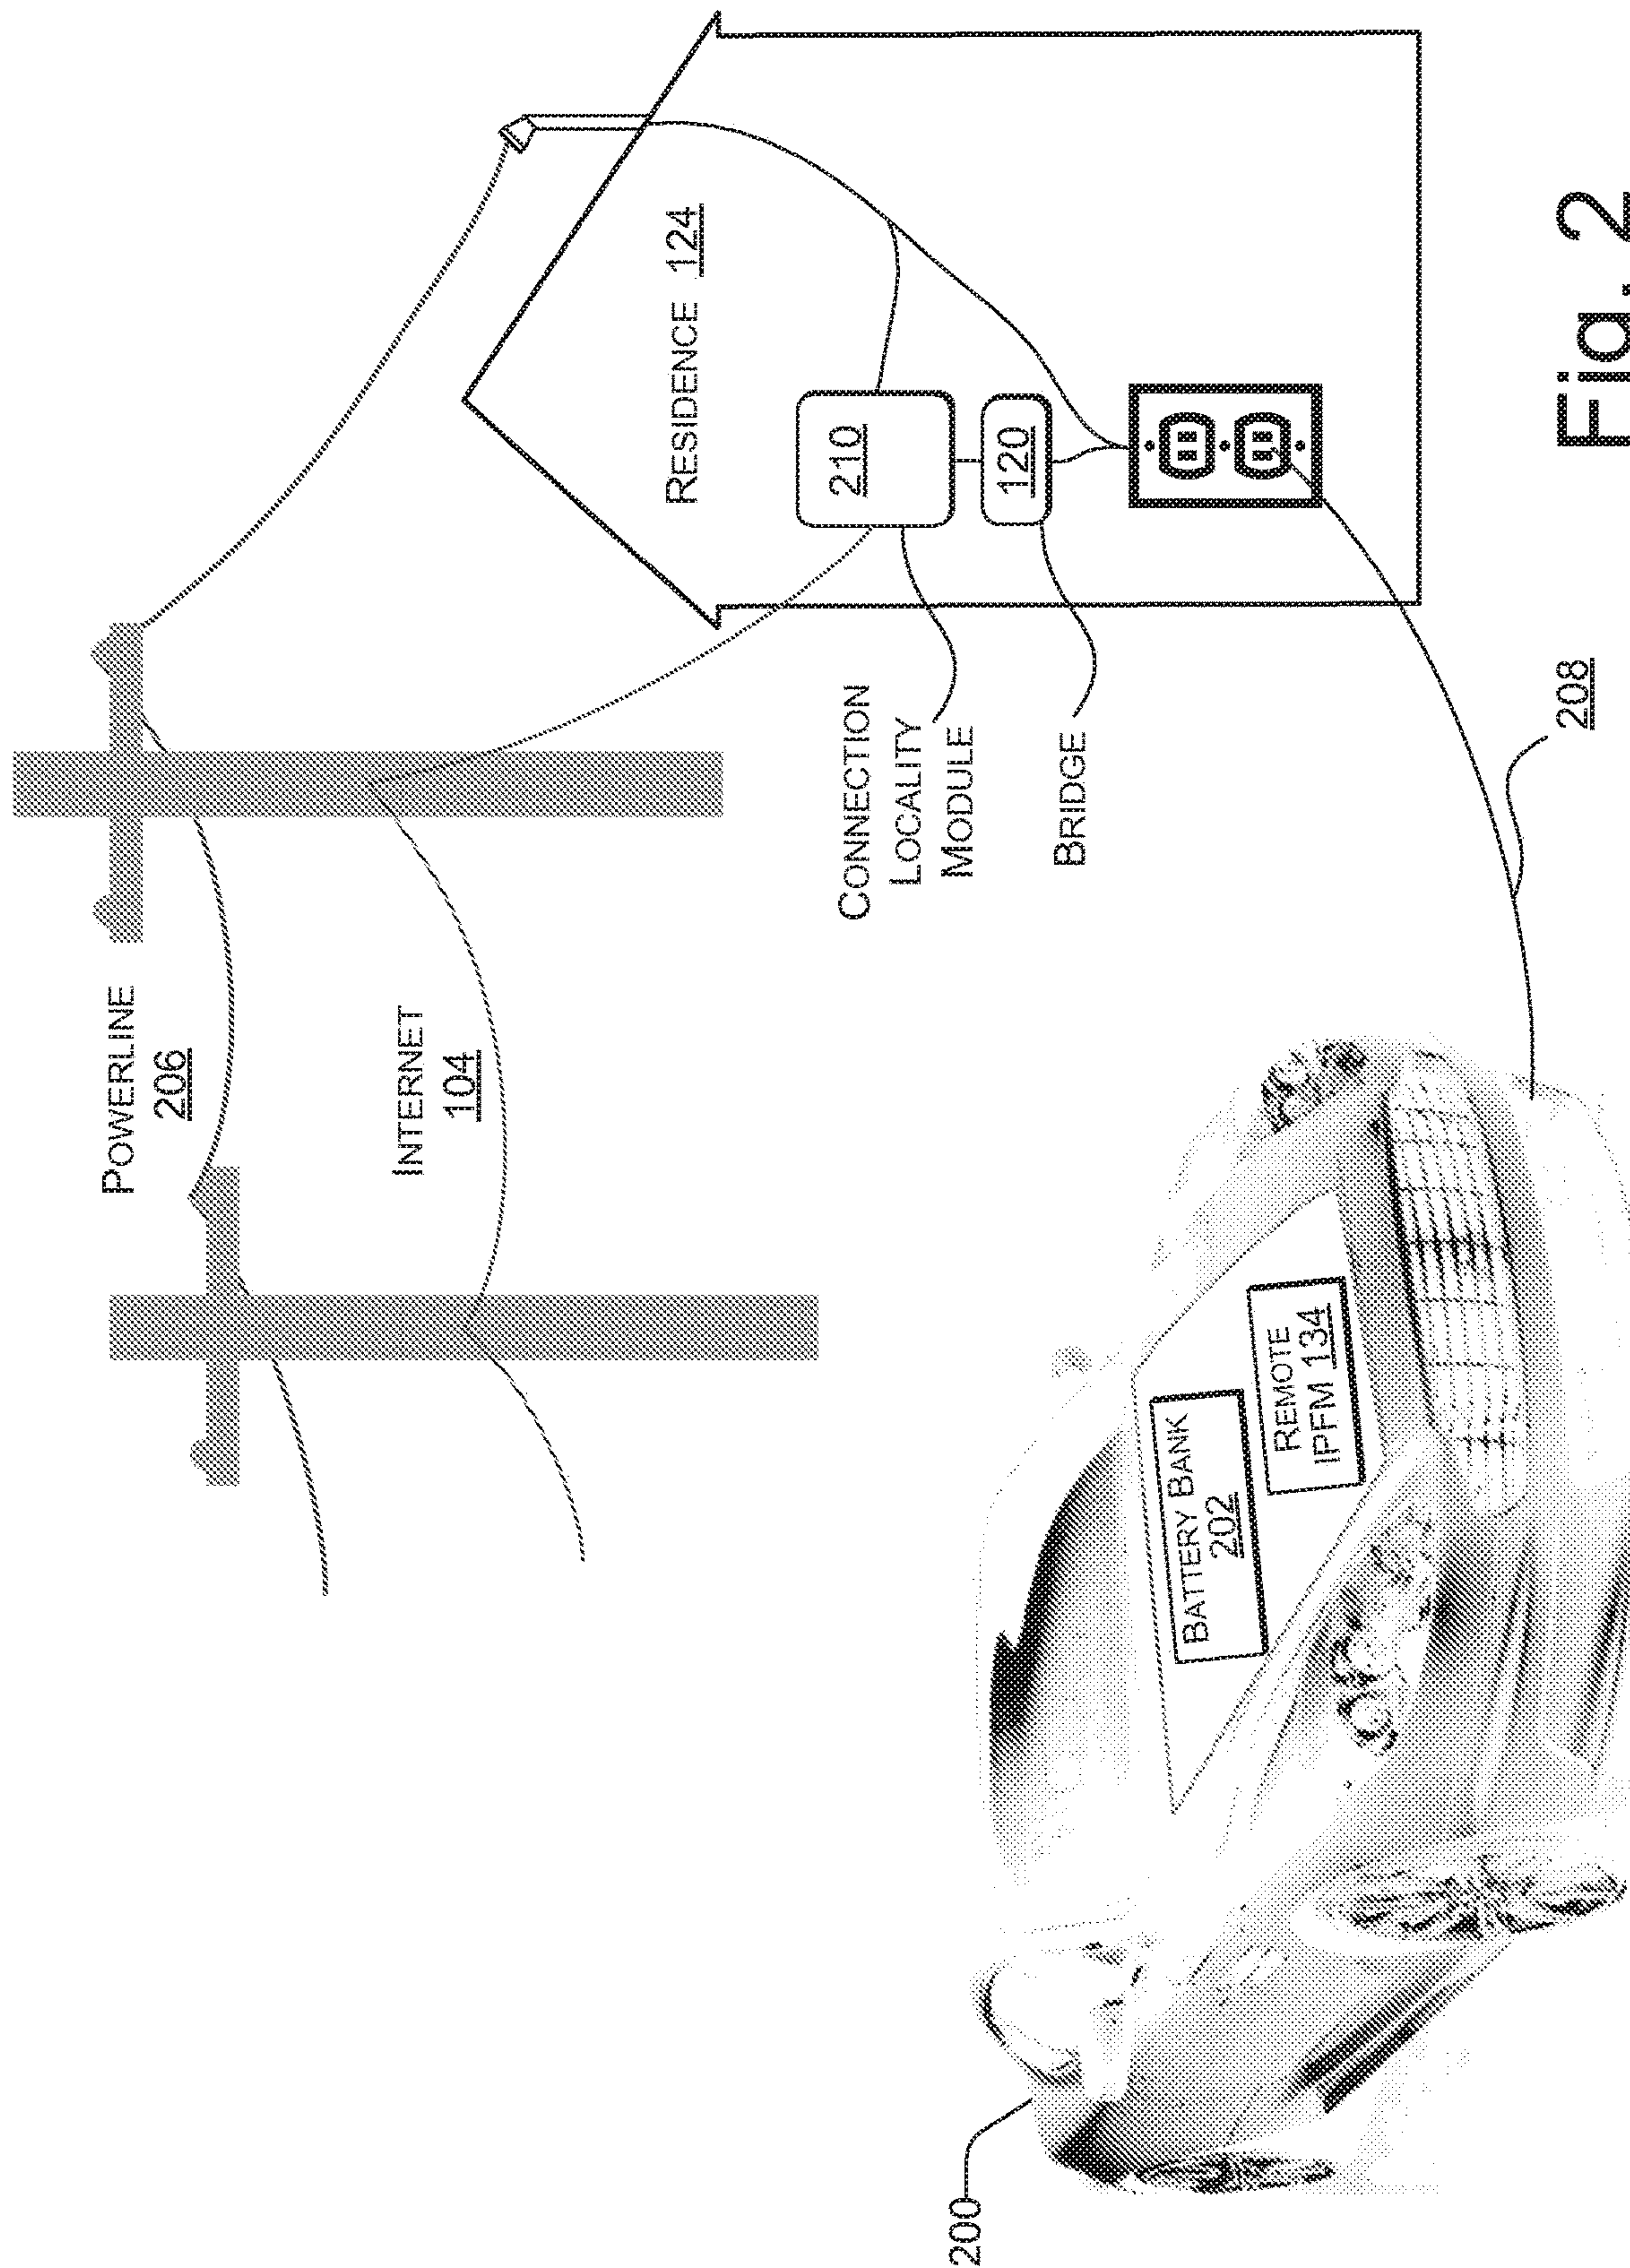 POWERLINE
206
INTERNET
104
RESIDENCE 124
210
120
CONNECTION
LOCALITY
MODULE
BRIDGE
208
BATTERY BANK
202
REMOTE
IPFM 134
200
Fig. 2